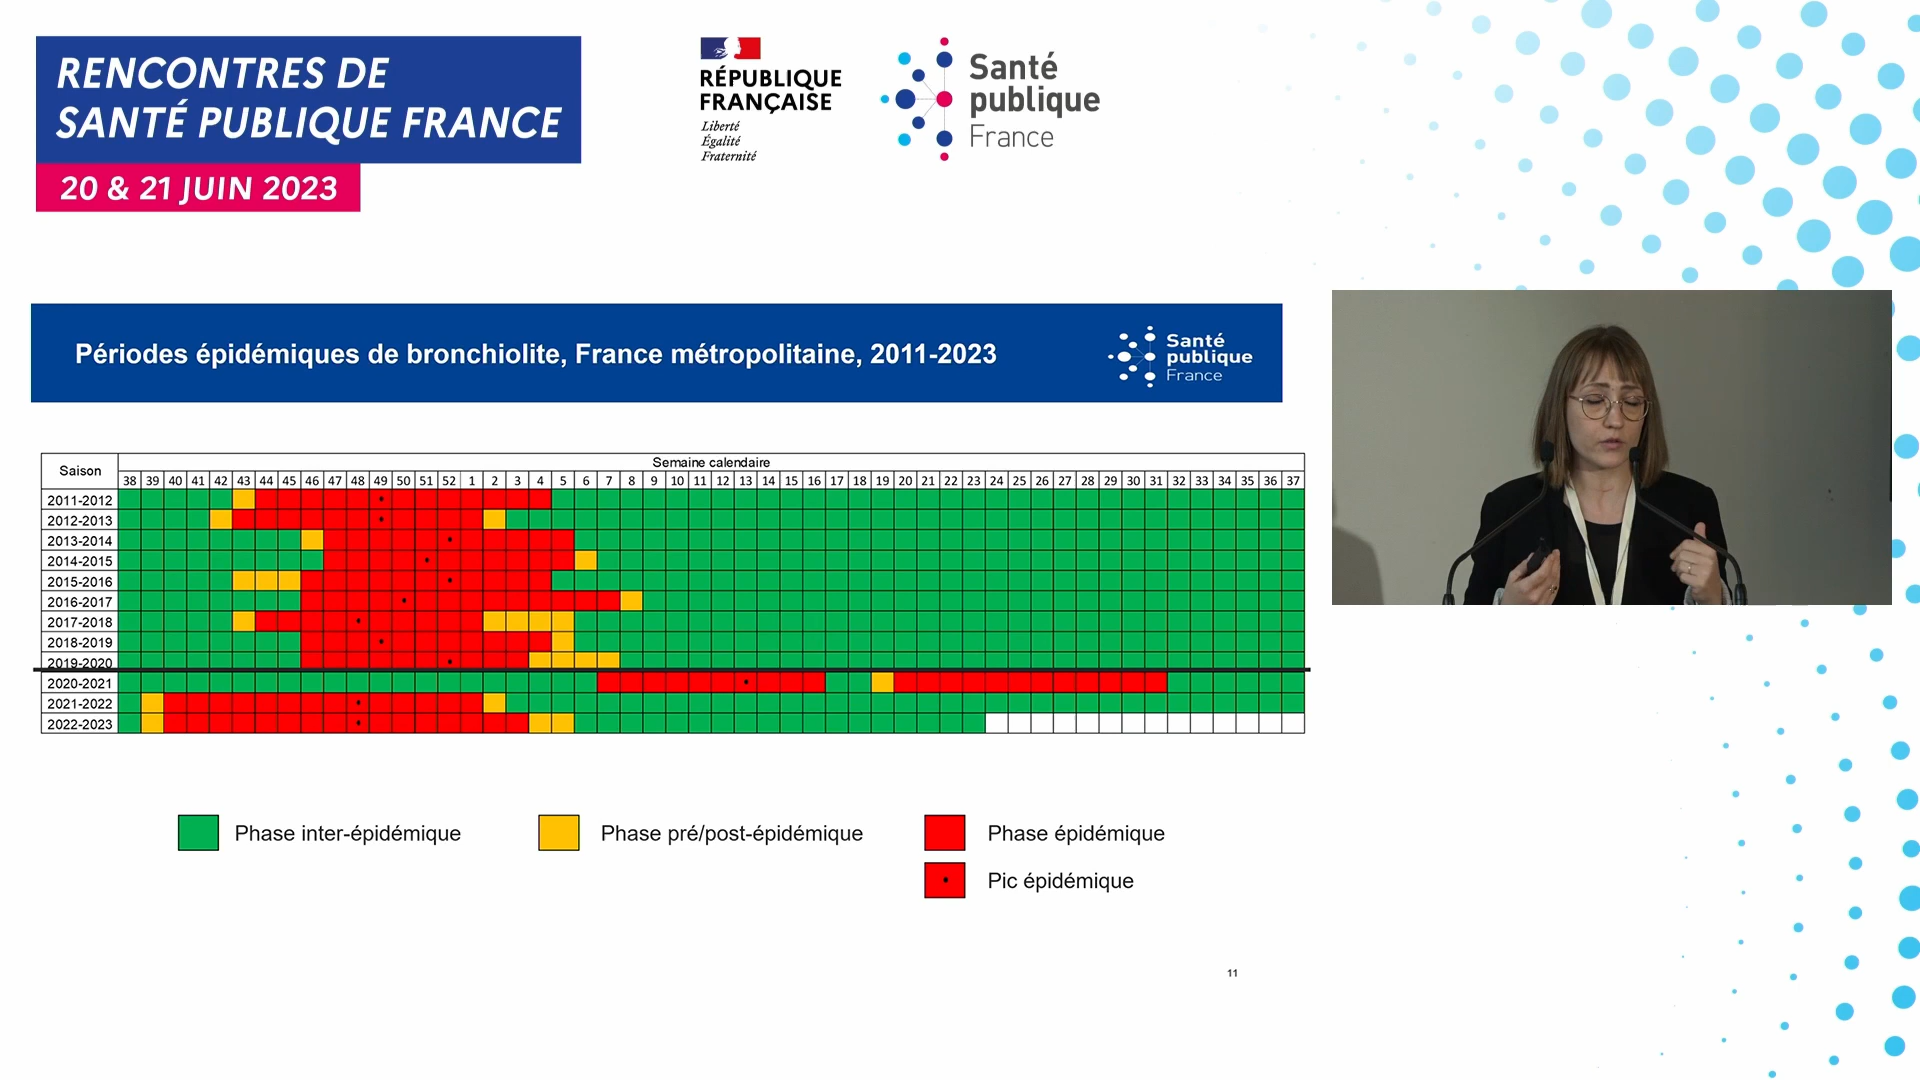 RENCONTRES DE
SANTÉ PUBLIQUE FRANCE
20 & 21 JUIN 2023
RÉPUBLIQUE
FRANÇAISE
Liberté
Égalité
Fraternité
Santé
publique
France
Périodes épidémiques de bronchiolite, France métropolitaine, 2011-2023
Santé
publique
France
Saison
Semaine calendaire
38 39 40 41 42 43 44 45 46 47 48 49 50 51 52 1 2 3 4 5 6 7 8 9 10 11 12 13 14 15 16 17 18 19 20 21 22 23 24 25 26 27 28 29 30 31 32 33 34 35 36 37
2011-2012
2012-2013
2013-2014
2014-2015
2015-2016
2016-2017
2017-2018
2018-2019
2019-2020
2020-2021
2021-2022
2022-2023
Phase inter-épidémique
Phase pré/post-épidémique
Phase épidémique
Pic épidémique
11